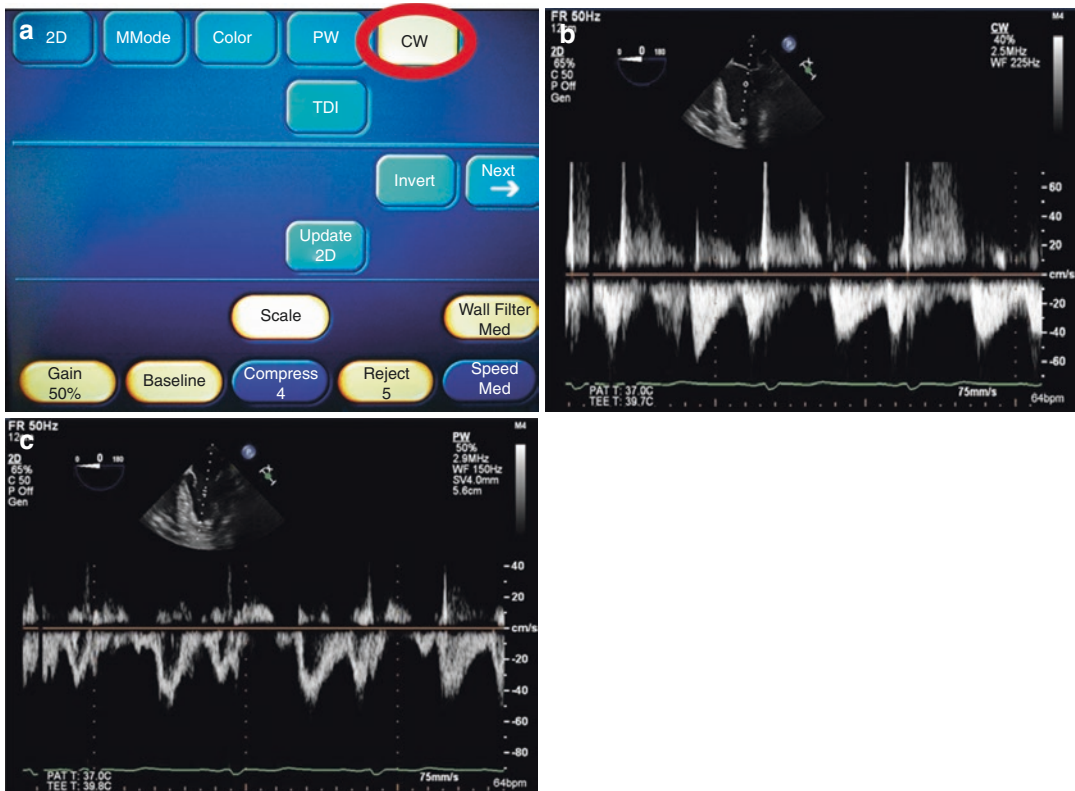 a
2D
MMode
Color
PW
CW
TDI
Invert
Next
Update
2D
Scale
Wall Filter
Med
Gain
50%
Baseline
Compress
4
Reject
5
Speed
Med
b
FR 50Hz
2D
65%
C 50
P Off
Gen
0 0 180
M4
CW
40%
2.5MHz
WF 225Hz
60
40
20
cm/s
-20
-40
-60
PAT T: 37.0C
TEE T: 39.7C
75mm/s
64bpm
c
FR 50Hz
2D
65%
C 50
P Off
Gen
0 0 180
M4
PW
50%
2.9MHz
WF 150Hz
SV4.0mm
5.6cm
40
20
cm/s
-20
-40
-60
-80
PAT T: 37.0C
TEE T: 39.8C
75mm/s
64bpm